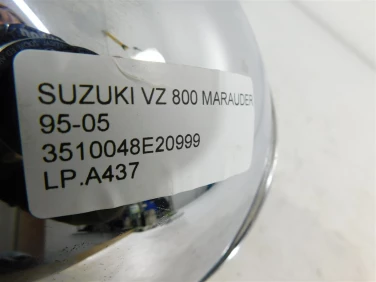 SUZUKI VZ 800 MARAUDER
95-05
3510048E20999
LP.A437